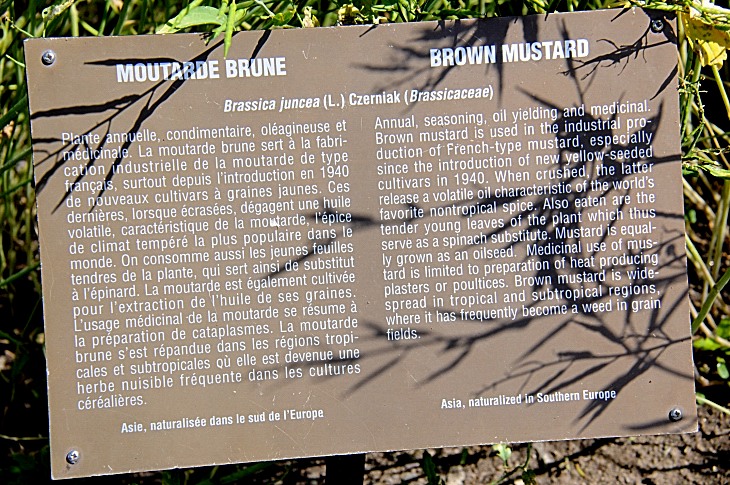 MOUTARDE BRUNE
BROWN MUSTARD
Brassica juncea (L.) Czerniak (Brassicaceae)
Plante annuelle, condimentaire, oléagineuse et
médicinale. La moutarde brune sert à la fabri-
cation industrielle de la moutarde de type
français, surtout depuis l'introduction en 1940
de nouveaux cultivars à graines jaunes. Ces
dernières, lorsque écrasées, dégagent une huile
volatile, caractéristique de la moutarde, l'épice
de climat tempéré la plus populaire dans le
monde. On consomme aussi les jeunes feuilles
tendres de la plante, qui sert ainsi de substitut
à l'épinard. La moutarde est également cultivée
pour l'extraction de l'huile de ses graines.
L'usage médicinal de la moutarde se résume à
la préparation de cataplasmes. La moutarde
brune s'est répandue dans les régions tropi-
cales et subtropicales où elle est devenue une
herbe nuisible fréquente dans les cultures
céréalières.
Asie, naturalisée dans le sud de l'Europe
Annual, seasoning, oil yielding and medicinal.
Brown mustard is used in the industrial pro-
duction of French-type mustard, especially
since the introduction of new yellow-seeded
cultivars in 1940. When crushed, the latter
release a volatile oil characteristic of the world's
favorite nontropical spice. Also eaten are the
tender young leaves of the plant which thus
serve as a spinach substitute. Mustard is equal-
ly grown as an oilseed. Medicinal use of mus-
tard is limited to preparation of heat producing
plasters or poultices. Brown mustard is wide-
spread in tropical and subtropical regions,
where it has frequently become a weed in grain
fields.
Asia, naturalized in Southern Europe